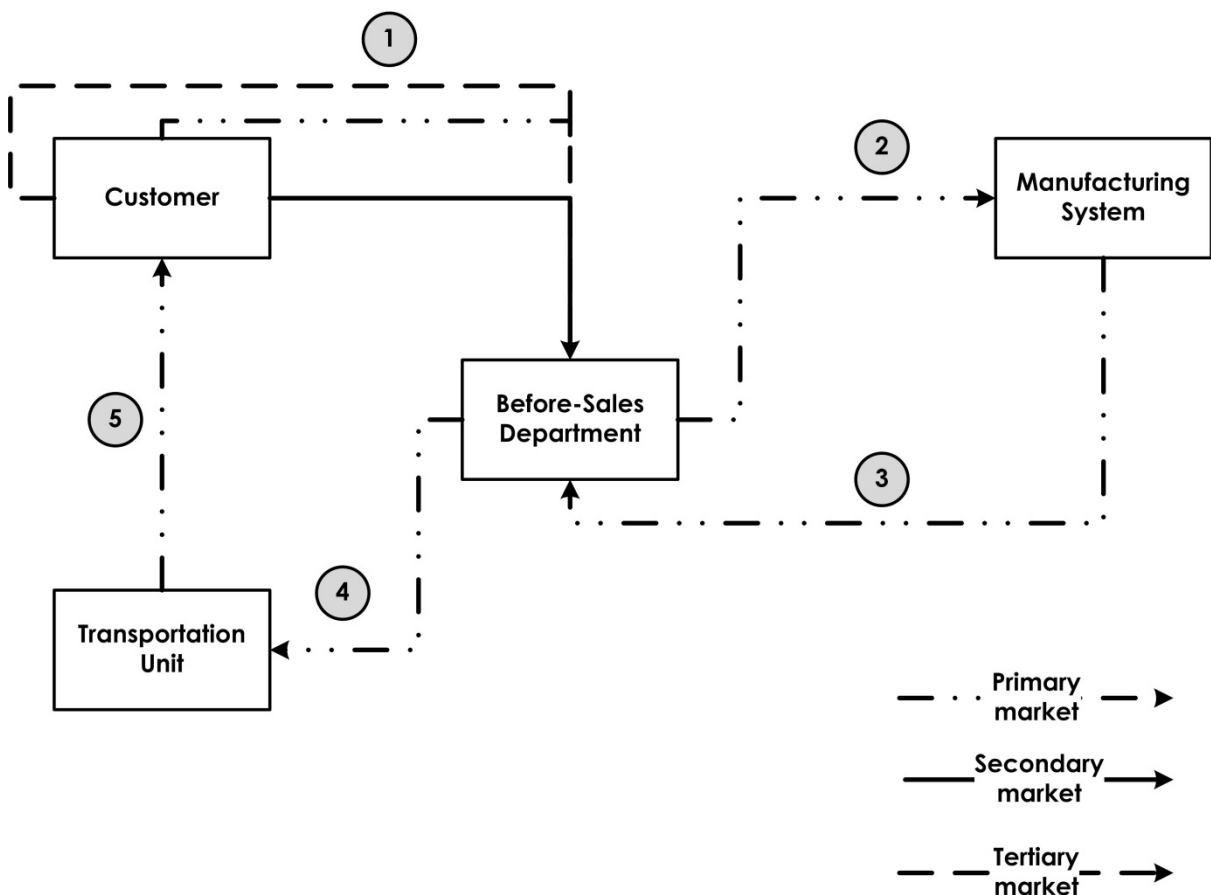 1
Customer
2
Manufacturing
System
Before-Sales
Department
5
3
4
Transportation
Unit
Primary
market
Secondary
market
Tertiary
market